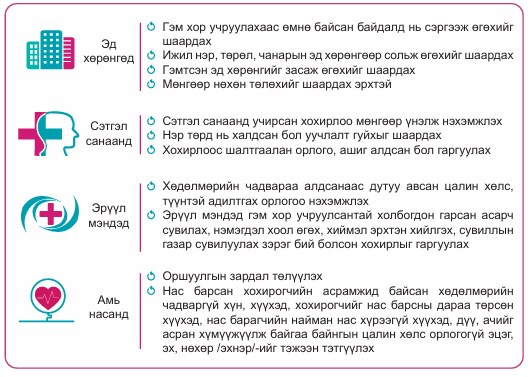 Эд
хөрөнгөд
Гэм хор учруулахаас өмнө байсан байдалд нь сэргээж өгөхийг
шаардах
Ижил нэр, төрөл, чанарын эд хөрөнгөөр сольж өгөхийг шаардах
Гэмтсэн эд хөрөнгийг засаж өгөхийг шаардах
Мөнгөөр нөхөн төлөхийг шаардах эрхтэй
Сэтгэл
санаанд
Сэтгэл санаанд учирсан хохирлоо мөнгөөр үнэлж нэхэмжлэх
Нэр төрд нь халдсан бол уучлалт гуйхыг шаардах
Хохирлоос шалтгаалан орлого, ашиг алдсан бол гаргуулах
Эрүүл
мэндэд
Хөдөлмөрийн чадвараа алдсанаас дутуу авсан цалин хөлс,
түүнтэй адилтгах орлогоо нэхэмжлэх
Эрүүл мэндэд гэм хор учруулсантай холбогдон гарсан асарч
сувилах, нэмэгдэл хоол өгөх, хиймэл эрхтэн хийлгэх, сувиллын
газар сувилуулах зэрэг бий болсон хохирлыг гаргуулах
Амь
насанд
Оршуулгын зардал төлүүлэх
Нас барсан хохирогчийн асрамжид байсан хөдөлмөрийн
чадваргүй хүн, хүүхэд, хохирогчийг нас барсны дараа төрсөн
хүүхэд, нас барагчийн найман нас хүрээгүй хүүхэд, дүү, ачийг
асран хүмүүжүүлж байгаа байнгын цалин хөлс орлогогүй эцэг,
эх, нөхөр /эхнэр/-ийг тэжээн тэтгүүлэх